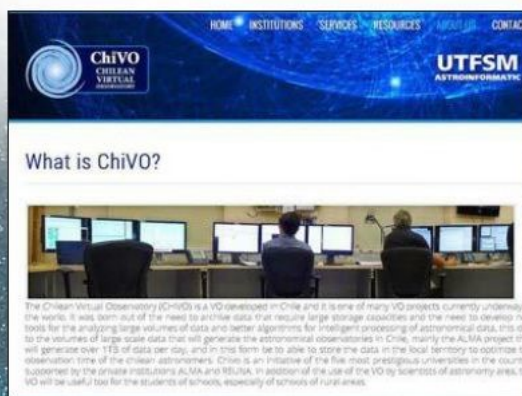 HOME INSTITUTIONS SERVICES RESOURCES ABOUT US CONTAC
ChiVO
CHILEAN
VIRTUAL
OBSERVATORY
UTFSM
ASTROINFORMATIC
What is ChiVO?
The Chilean Virtual Observatory (ChiVO) is a VO developed in Chile and it is one of many VO projects currently underway
the world. It was born out of the need to archive data that require large storage capacities and the need to develop n
tools for the analyzing large volumes of data and better algorithms for intelligent processing of astronomical data, this d
to the volumes of large scale data that will generate the astronomical observatories in Chile, mainly the ALMA project th
will generate over 1TB of data per day, and in this form be to able to store the data in the local territory to optimize t
observation time of the chilean astronomers. Chivo is an initiative of the five most prestigious universities in the count
supported by the private institutions ALMA and REUNA. In addition of the use of the VO by scientists of astronomy area, t
VO will be useful too for the students of schools, especially of schools of rural areas.